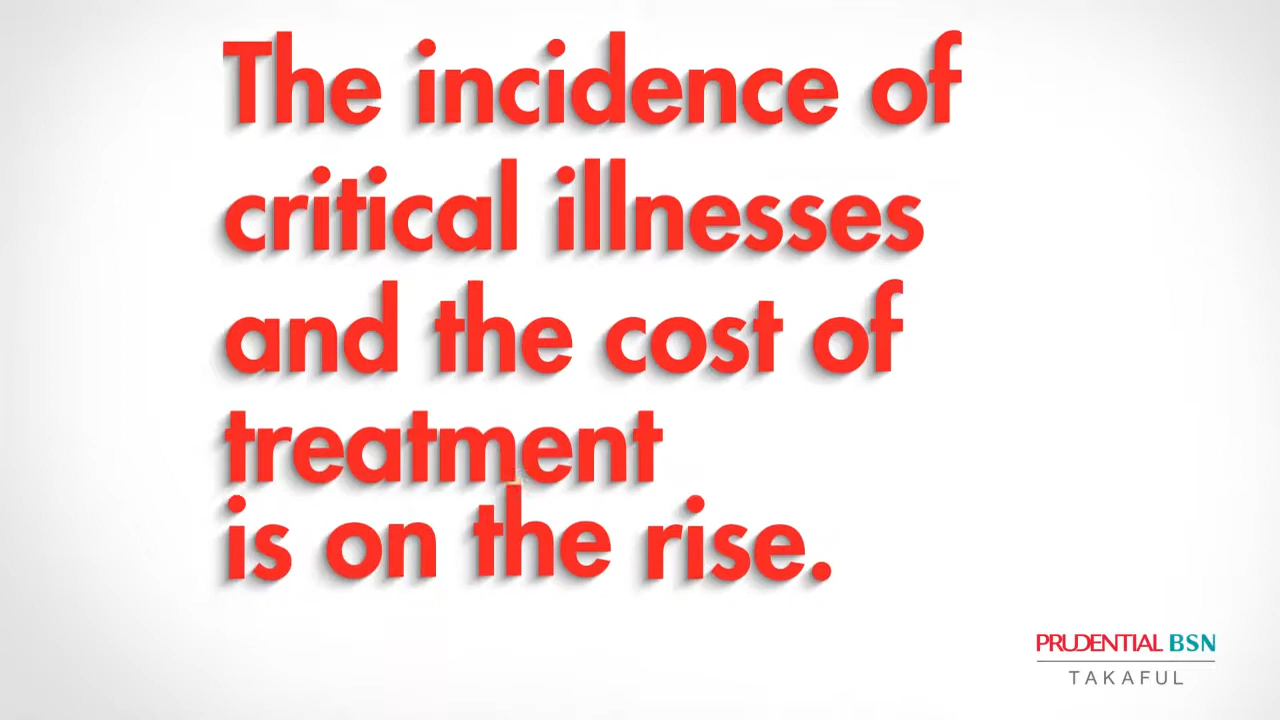 The incidence of
critical illnesses
and the cost of
treatment
is on the rise.
PRUDENTIAL BSN
TAKAFUL